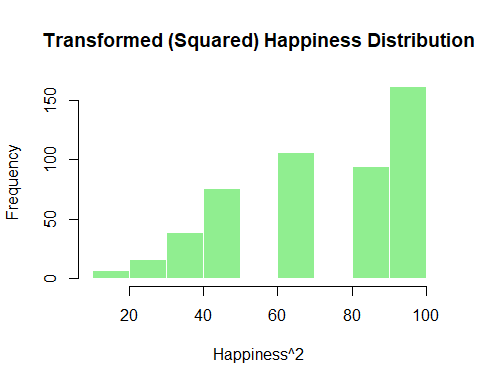 Transformed (Squared) Happiness Distribution
Frequency
150
100
50
0
20 40 60 80 100
Happiness^2